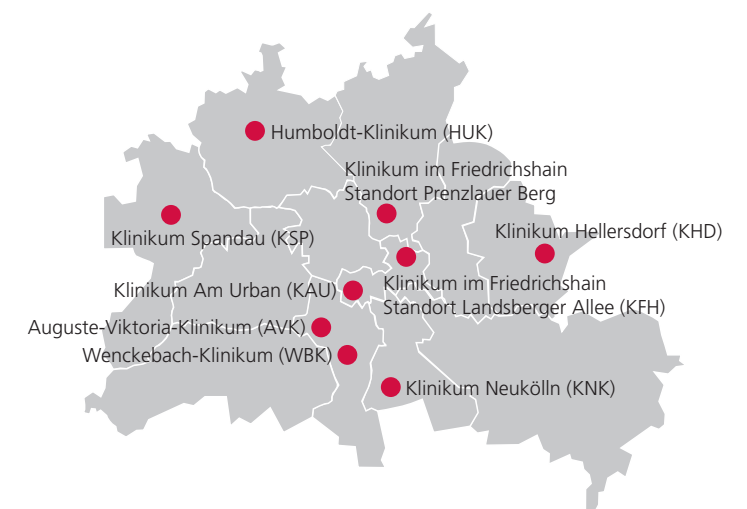 Humboldt-Klinikum (HUK)
Klinikum im Friedrichshain
Standort Prenzlauer Berg
Klinikum Spandau (KSP)
Klinikum Hellersdorf (KHD)
Klinikum im Friedrichshain
Standort Landsberger Allee (KFH)
Klinikum Am Urban (KAU)
Auguste-Viktoria-Klinikum (AVK)
Wenckebach-Klinikum (WBK)
Klinikum Neukölln (KNK)